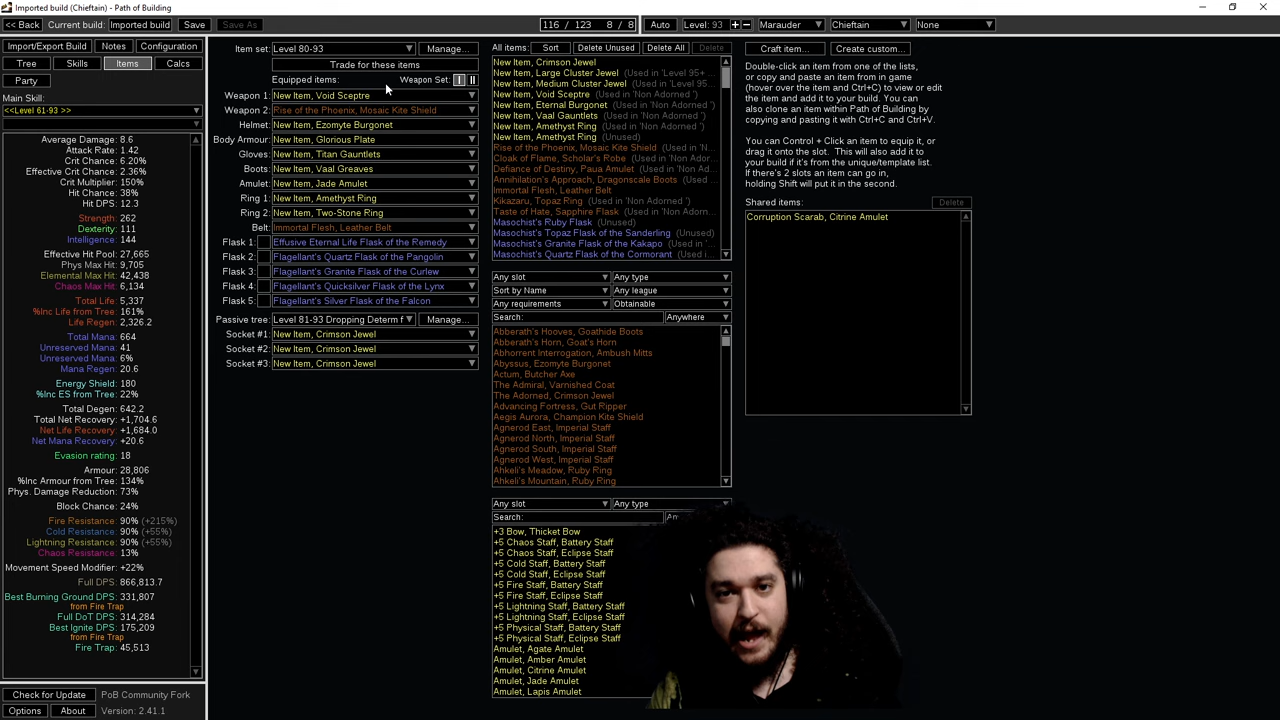 Imported build (Chieftain) - Path of Building
<< Back Current build: Imported build Save Save As 116 / 123 8 / 8 Auto Level: 93 + - Marauder Chieftain None
Import/Export Build Notes Configuration
Tree Skills Items Calcs
Party
Main Skill:
<<Level 61-93 >>
Average Damage: 8.6
Attack Rate: 1.42
Crit Chance: 6.20%
Effective Crit Chance: 2.36%
Crit Multiplier: 150%
Hit Chance: 38%
Hit DPS: 12.3
Strength: 262
Dexterity: 111
Intelligence: 144
Effective Hit Pool: 27,665
Phys Max Hit: 9,705
Elemental Max Hit: 42,438
Chaos Max Hit: 6,134
Total Life: 5,337
%Inc Life from Tree: 161%
Life Regen: 2,326.2
Total Mana: 664
Unreserved Mana: 41
Unreserved Mana: 6%
Mana Regen: 20.6
Energy Shield: 180
%Inc ES from Tree: 22%
Total Degen: 642.2
Total Net Recovery: +1,704.6
Net Life Recovery: +1,684.0
Net Mana Recovery: +20.6
Evasion rating: 18
Armour: 28,806
%Inc Armour from Tree: 134%
Phys. Damage Reduction: 73%
Block Chance: 24%
Fire Resistance: 90% (+215%)
Cold Resistance: 90% (+55%)
Lightning Resistance: 90% (+55%)
Chaos Resistance: 13%
Movement Speed Modifier: +22%
Full DPS: 866,813.7
Best Burning Ground DPS: 331,807
from Fire Trap
Full DoT DPS: 314,284
Best Ignite DPS: 175,209
from Fire Trap
Fire Trap: 45,513
Check for Update PoB Community Fork
Options About Version: 2.41.1
Item set: Level 80-93 Manage...
Trade for these items
Equipped items: Weapon Set: I II
Weapon 1: New Item, Void Sceptre
Weapon 2: Rise of the Phoenix, Mosaic Kite Shield
Helmet: New Item, Ezomyte Burgonet
Body Armour: New Item, Glorious Plate
Gloves: New Item, Titan Gauntlets
Boots: New Item, Vaal Greaves
Amulet: New Item, Jade Amulet
Ring 1: New Item, Amethyst Ring
Ring 2: New Item, Two-Stone Ring
Belt: Immortal Flesh, Leather Belt
Flask 1: Effusive Eternal Life Flask of the Remedy
Flask 2: Flagellant's Quartz Flask of the Pangolin
Flask 3: Flagellant's Granite Flask of the Curlew
Flask 4: Flagellant's Quicksilver Flask of the Lynx
Flask 5: Flagellant's Silver Flask of the Falcon
Passive tree: Level 81-93 Dropping Determ f Manage...
Socket #1: New Item, Crimson Jewel
Socket #2: New Item, Crimson Jewel
Socket #3: New Item, Crimson Jewel
All items: Sort Delete Unused Delete All Delete
New Item, Crimson Jewel
New Item, Large Cluster Jewel (Used in 'Level 95+ ..
New Item, Medium Cluster Jewel (Used in 'Level 95...
New Item, Void Sceptre (Used in 'Non Adorned ')
New Item, Eternal Burgonet (Used in 'Non Adorned ')
New Item, Vaal Gauntlets (Used in 'Non Adorned ')
New Item, Amethyst Ring (Used in 'Non Adorned ')
New Item, Amethyst Ring (Unused)
Rise of the Phoenix, Mosaic Kite Shield (Used in 'N...
Cloak of Flame, Scholar's Robe (Used in 'Non Ador...
Defiance of Destiny, Paua Amulet (Used in 'Non Ad...
Annihilation's Approach, Dragonscale Boots (Used ...
Immortal Flesh, Leather Belt
Kikazaru, Topaz Ring (Used in 'Non Adorned ')
Taste of Hate, Sapphire Flask (Used in 'Non Adorne...
Masochist's Ruby Flask (Unused)
Masochist's Topaz Flask of the Sanderling (Unused)
Masochist's Granite Flask of the Kakapo (Used in '...
Masochist's Quartz Flask of the Cormorant (Used i...
Any slot Any type
Sort by Name Any league
Any requirements Obtainable
Search: Anywhere
Abberath's Hooves, Goathide Boots
Abberath's Horn, Goat's Horn
Abhorrent Interrogation, Ambush Mitts
Abyssus, Ezomyte Burgonet
Actum, Butcher Axe
The Admiral, Varnished Coat
The Adorned, Crimson Jewel
Advancing Fortress, Gut Ripper
Aegis Aurora, Champion Kite Shield
Agnerod East, Imperial Staff
Agnerod North, Imperial Staff
Agnerod South, Imperial Staff
Agnerod West, Imperial Staff
Ahkeli's Meadow, Ruby Ring
Ahkeli's Mountain, Ruby Ring
Any slot Any type
Search:
+3 Bow, Thicket Bow
+5 Chaos Staff, Battery Staff
+5 Chaos Staff, Eclipse Staff
+5 Cold Staff, Battery Staff
+5 Cold Staff, Eclipse Staff
+5 Fire Staff, Battery Staff
+5 Fire Staff, Eclipse Staff
+5 Lightning Staff, Battery Staff
+5 Lightning Staff, Eclipse Staff
+5 Physical Staff, Battery Staff
+5 Physical Staff, Eclipse Staff
Amulet, Agate Amulet
Amulet, Amber Amulet
Amulet, Citrine Amulet
Amulet, Jade Amulet
Amulet, Lapis Amulet
Craft item... Create custom...
Double-click an item from one of the lists,
or copy and paste an item from in game
(hover over the item and Ctrl+C) to view or edit
the item and add it to your build. You can
also clone an item within Path of Building by
copying and pasting it with Ctrl+C and Ctrl+V.
You can Control + Click an item to equip it, or
drag it onto the slot. This will also add it to
your build if it's from the unique/template list.
If there's 2 slots an item can go in,
holding Shift will put it in the second.
Shared items: Delete
Corruption Scarab, Citrine Amulet